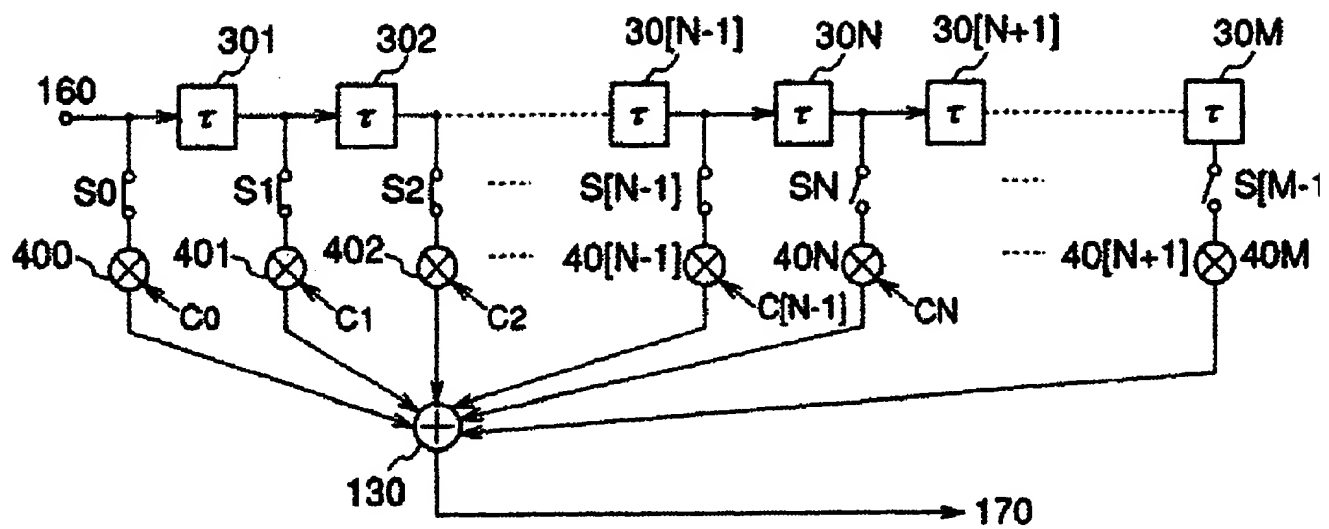 301 302 30[N-1] 30N 30[N+1] 30M
160
τ τ τ τ τ τ
S0 S1 S2 ..... S[N-1] SN ..... S[M-1
400 401 402 ..... 40[N-1] 40N ..... 40[N+1] 40M
C0 C1 C2 C[N-1] CN
+
130
170